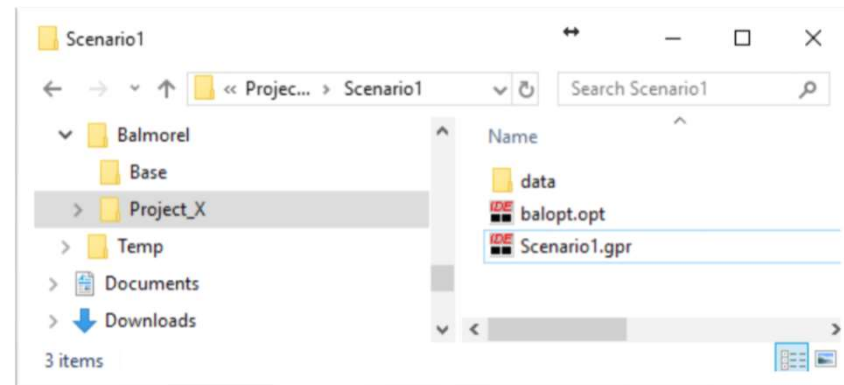 Scenario1
« Projec... > Scenario1
Search Scenario1
Balmorel
Base
Project_X
Temp
Documents
Downloads
Name
data
IDE balopt.opt
IDE Scenario1.gpr
3 items